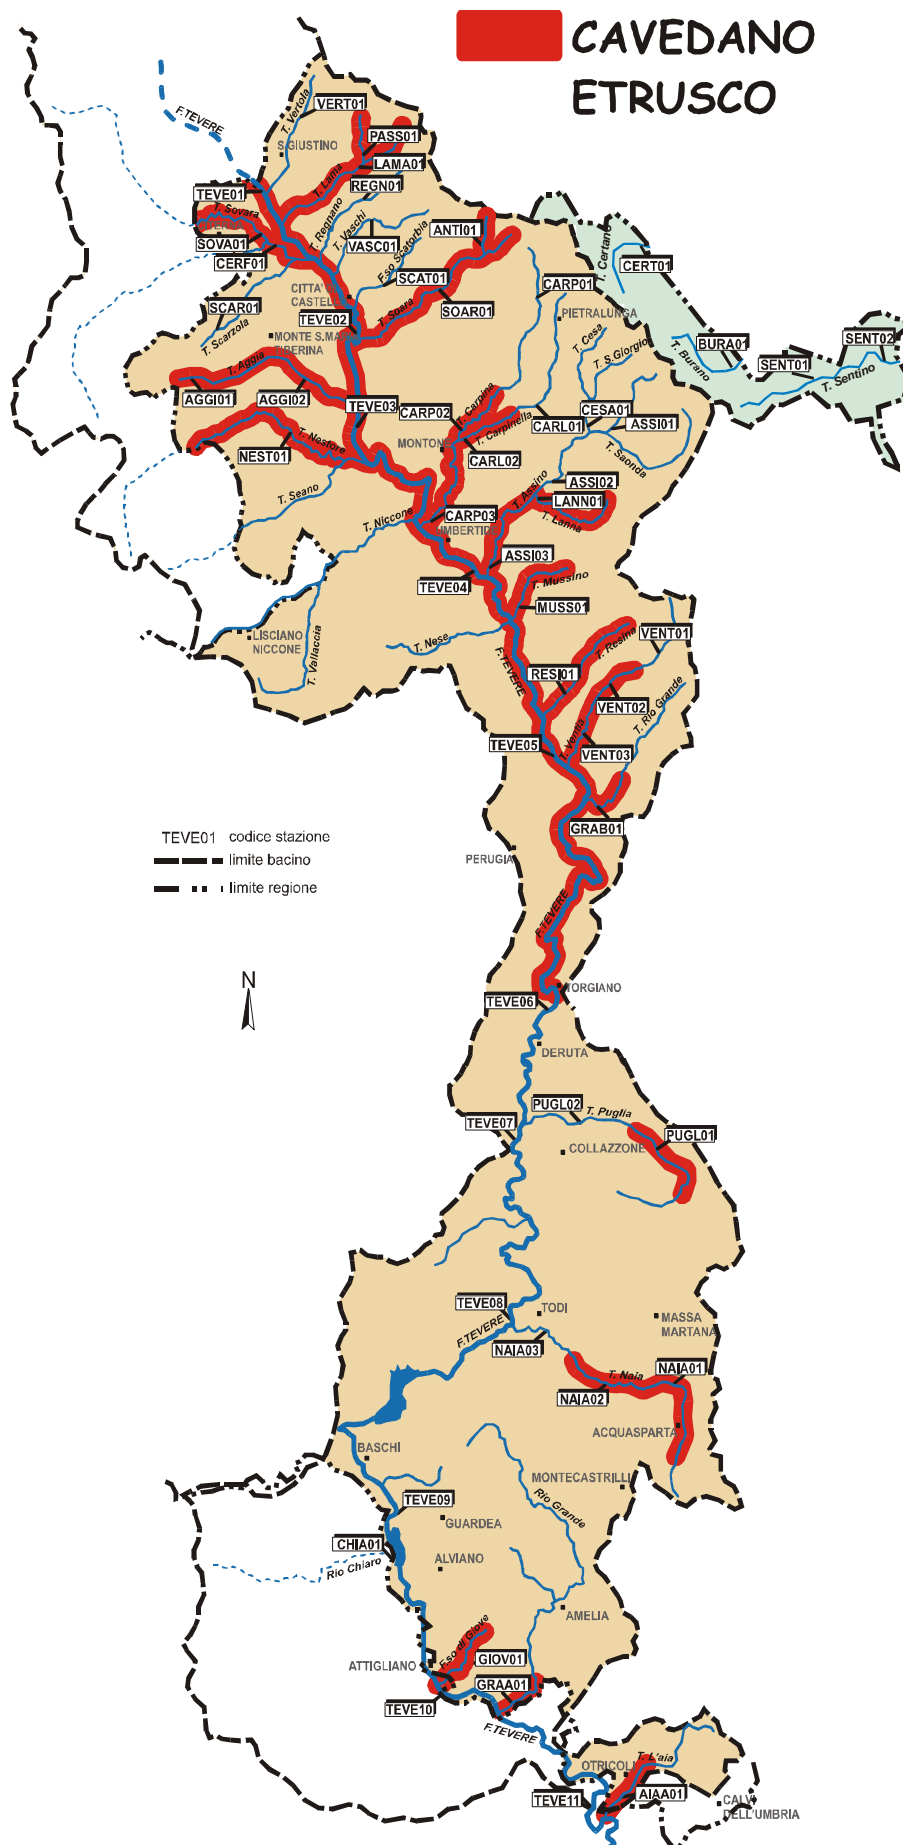 CAVEDANO
ETRUSCO
F.TEVERE
T. Vertola
VERT01
S.GIUSTINO
PASS01
LAMA01
REGN01
TEVE01
T. Lama
T. Sovara
T. Regnano
T. Vaschi
VASC01
F.so Scatorbia
ANTI01
SOVA01
CERF01
SCAT01
CARP01
T. Certano
CERT01
CITTA'
CASTELL
SCAR01
SOAR01
TEVE02
T. Soara
PIETRALUNGA
T. Scarzola
MONTE S.MA
TIBERINA
T. Cesa
T. S.Giorgio
BURA01
T. Burano
SENT01
SENT02
T. Sentino
T. Aggia
AGGI01
AGGI02
TEVE03
CARP02
T. Carpina
T. Carpinella
CESA01
CARL01
ASSI01
NEST01
T. Nestore
MONTON
CARL02
T. Saonda
T. Seano
ASSI02
T. Assino
LANN01
T. Lanna
T. Niccone
CARP03
UMBERTID
ASSI03
TEVE04
T. Mussino
MUSS01
LISCIANO
NICCONE
T. Vallaccia
T. Nese
F.TEVERE
VENT01
T. Resina
RESI01
VENT02
T. Rio Grande
TEVE05
T. Ventia
VENT03
GRAB01
TEVE01 codice stazione
limite bacino
limite regione
PERUGIA
F.TEVERE
N
TEVE06
TORGIANO
DERUTA
PUGL02
T. Puglia
TEVE07
PUGL01
COLLAZZONE
TEVE08
TODI
F.TEVERE
MASSA
MARTANA
NAIA03
NAIA01
T. Naia
NAIA02
ACQUASPARTA
BASCHI
MONTECASTRILLI
TEVE09
Rio Grande
GUARDEA
CHIA01
Rio Chiaro
ALVIANO
AMELIA
F.so di Giove
ATTIGLIANO
GIOV01
GRAA01
TEVE10
F.TEVERE
OTRICOLI
T. L'aia
TEVE11
AIAA01
CALVI
DELL'UMBRIA